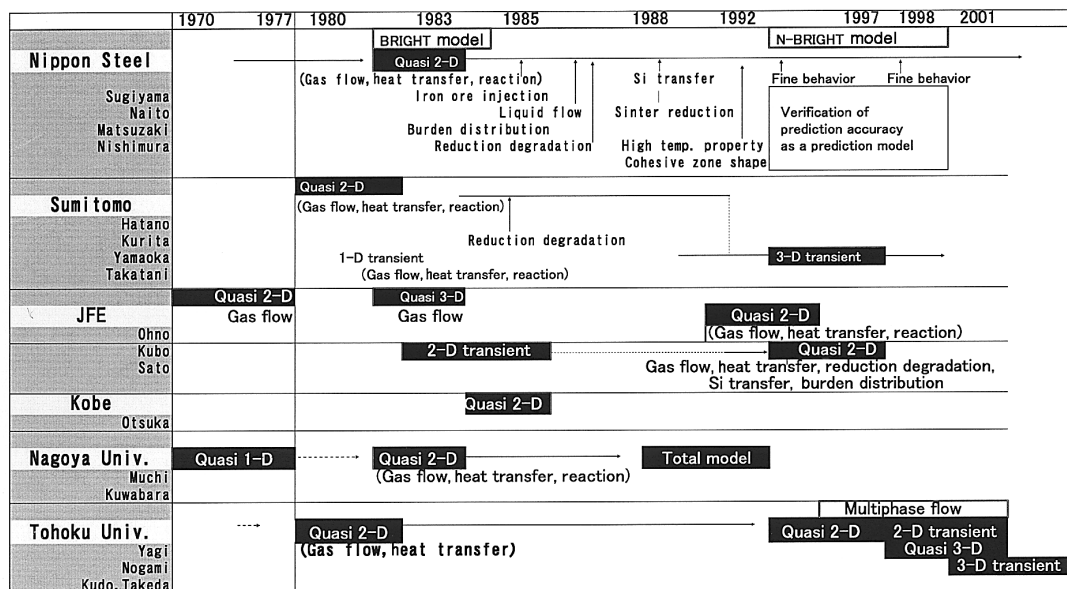 1970 1977 1980 1983 1985 1988 1992 1997 1998 2001
BRIGHT model N-BRIGHT model
Nippon Steel Quasi 2-D
(Gas flow, heat transfer, reaction) Si transfer Fine behavior Fine behavior
Sugiyama Iron ore injection
Naito Liquid flow Sinter reduction Verification of
Matsuzaki Burden distribution prediction accuracy
Nishimura Reduction degradation High temp. property as a prediction model
Cohesive zone shape
Quasi 2-D
Sumitomo (Gas flow, heat transfer, reaction)
Hatano
Kurita Reduction degradation
Yamaoka 1-D transient 3-D transient
Takatani (Gas flow, heat transfer, reaction)
Quasi 2-D Quasi 3-D
JFE Gas flow Gas flow Quasi 2-D
Ohno (Gas flow, heat transfer, reaction)
Kubo 2-D transient Quasi 2-D
Sato Gas flow, heat transfer, reduction degradation,
Si transfer, burden distribution
Kobe Quasi 2-D
Otsuka
Nagoya Univ. Quasi 1-D Quasi 2-D Total model
Muchi (Gas flow, heat transfer, reaction)
Kuwabara
Multiphase flow
Tohoku Univ. Quasi 2-D Quasi 2-D 2-D transient
Yagi (Gas flow, heat transfer) Quasi 3-D
Nogami 3-D transient
Kudo, Takeda